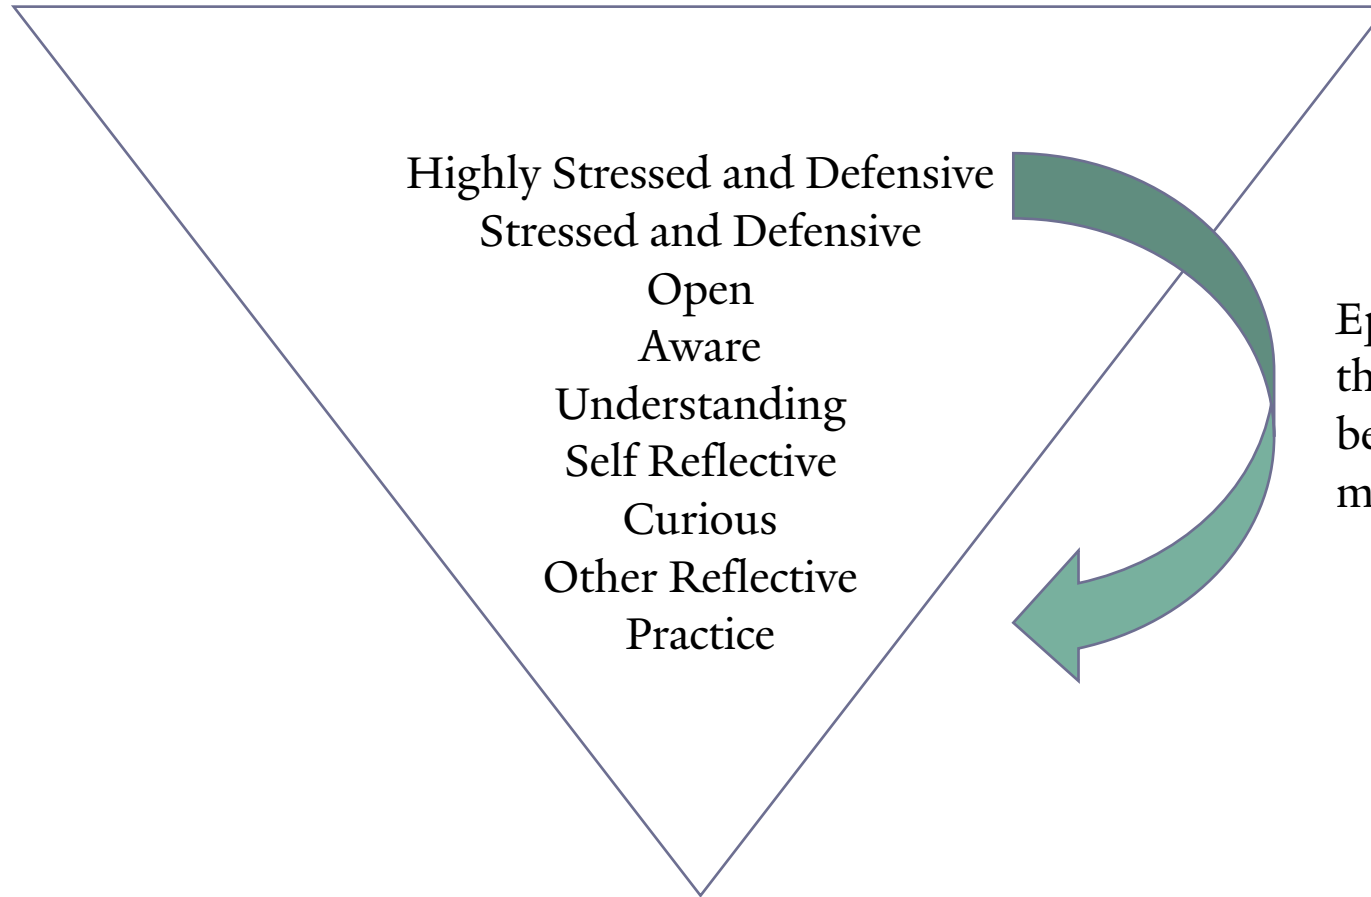 Highly Stressed and Defensive
Stressed and Defensive
Open
Aware
Understanding
Self Reflective
Curious
Other Reflective
Practice